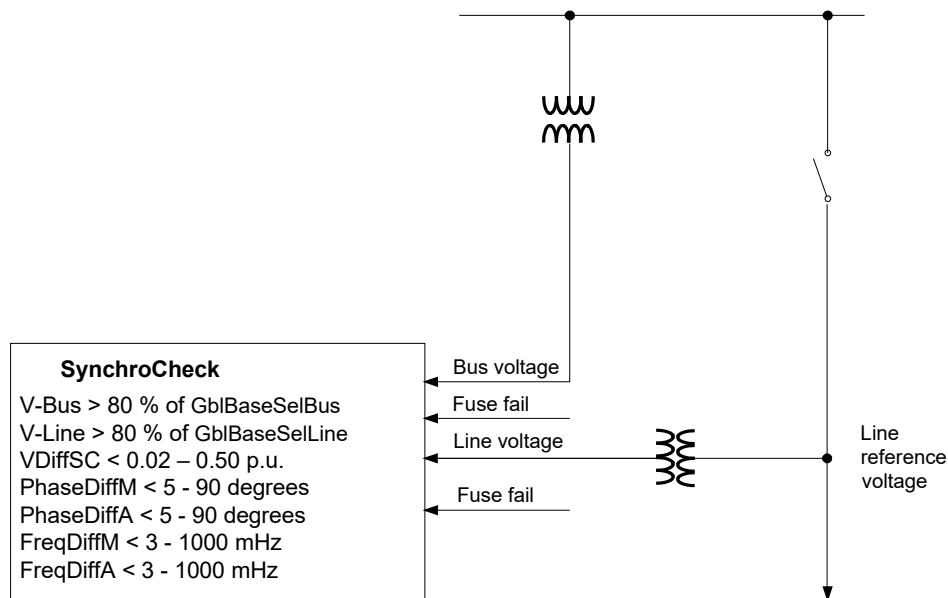 SynchroCheck
V-Bus > 80 % of GblBaseSelBus
V-Line > 80 % of GblBaseSelLine
VDiffSC < 0.02 – 0.50 p.u.
PhaseDiffM < 5 - 90 degrees
PhaseDiffA < 5 - 90 degrees
FreqDiffM < 3 - 1000 mHz
FreqDiffA < 3 - 1000 mHz
Bus voltage
Fuse fail
Line voltage
Fuse fail
Line
reference
voltage